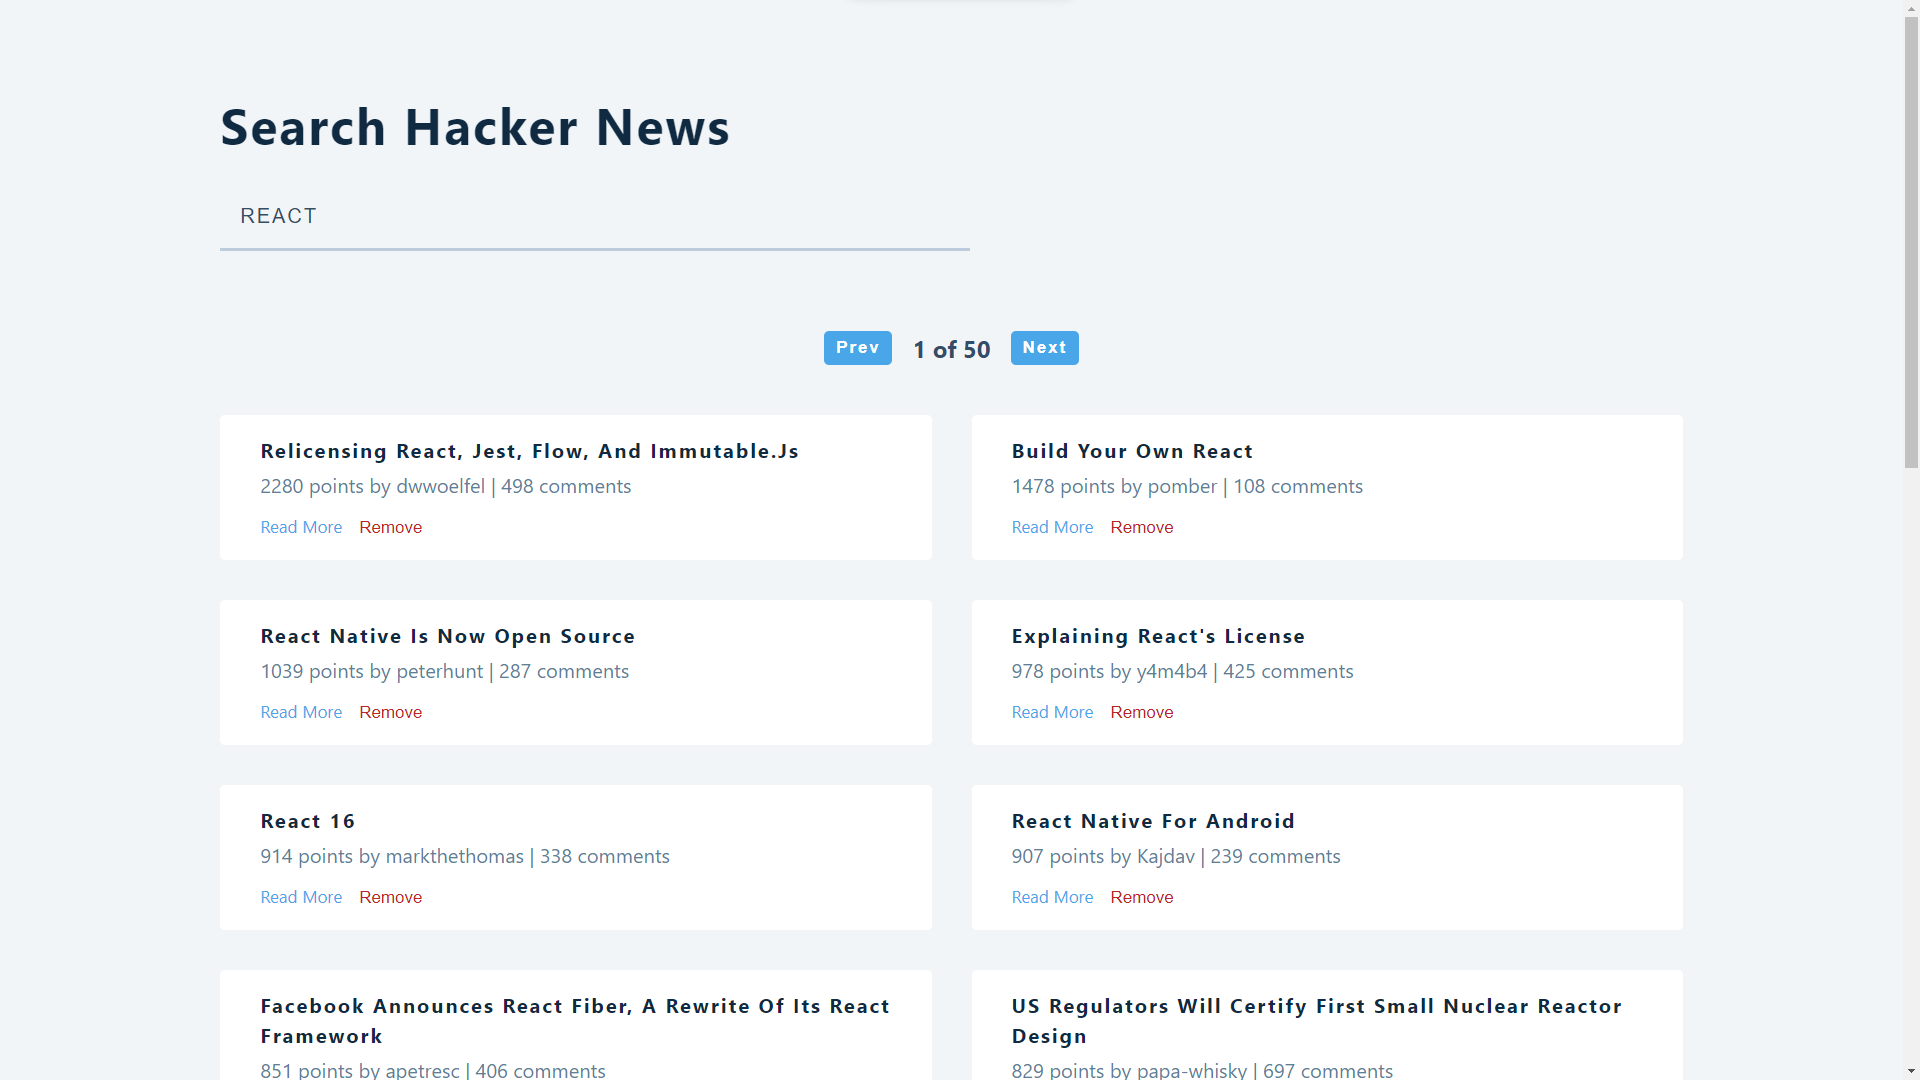 Search Hacker News
REACT
Prev 1 of 50 Next
Relicensing React, Jest, Flow, And Immutable.Js
2280 points by dwwoelfel | 498 comments
Read More Remove
Build Your Own React
1478 points by pomber | 108 comments
Read More Remove
React Native Is Now Open Source
1039 points by peterhunt | 287 comments
Read More Remove
Explaining React's License
978 points by y4m4b4 | 425 comments
Read More Remove
React 16
914 points by markthethomas | 338 comments
Read More Remove
React Native For Android
907 points by Kajdav | 239 comments
Read More Remove
Facebook Announces React Fiber, A Rewrite Of Its React
Framework
851 points by apetresc | 406 comments
US Regulators Will Certify First Small Nuclear Reactor
Design
829 points by papa-whisky | 697 comments